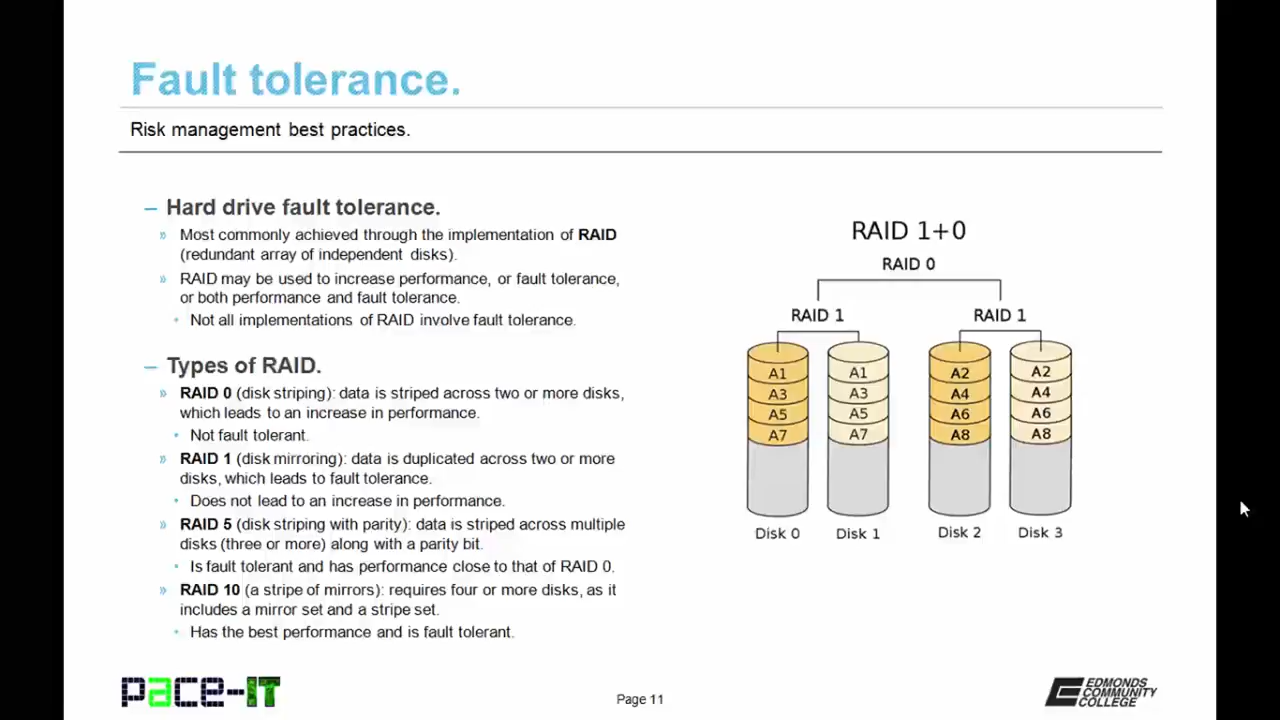 Fault tolerance.
Risk management best practices.
– Hard drive fault tolerance.
» Most commonly achieved through the implementation of RAID
(redundant array of independent disks).
» RAID may be used to increase performance, or fault tolerance,
or both performance and fault tolerance.
• Not all implementations of RAID involve fault tolerance.
– Types of RAID.
» RAID 0 (disk striping): data is striped across two or more disks,
which leads to an increase in performance.
• Not fault tolerant.
» RAID 1 (disk mirroring): data is duplicated across two or more
disks, which leads to fault tolerance.
• Does not lead to an increase in performance.
» RAID 5 (disk striping with parity): data is striped across multiple
disks (three or more) along with a parity bit.
• Is fault tolerant and has performance close to that of RAID 0.
» RAID 10 (a stripe of mirrors): requires four or more disks, as it
includes a mirror set and a stripe set.
• Has the best performance and is fault tolerant.
RAID 1+0
RAID 0
RAID 1 RAID 1
A1 A1 A2 A2
A3 A3 A4 A4
A5 A5 A6 A6
A7 A7 A8 A8
Disk 0 Disk 1 Disk 2 Disk 3
pace-IT
Page 11
EDMONDS
COMMUNITY
COLLEGE